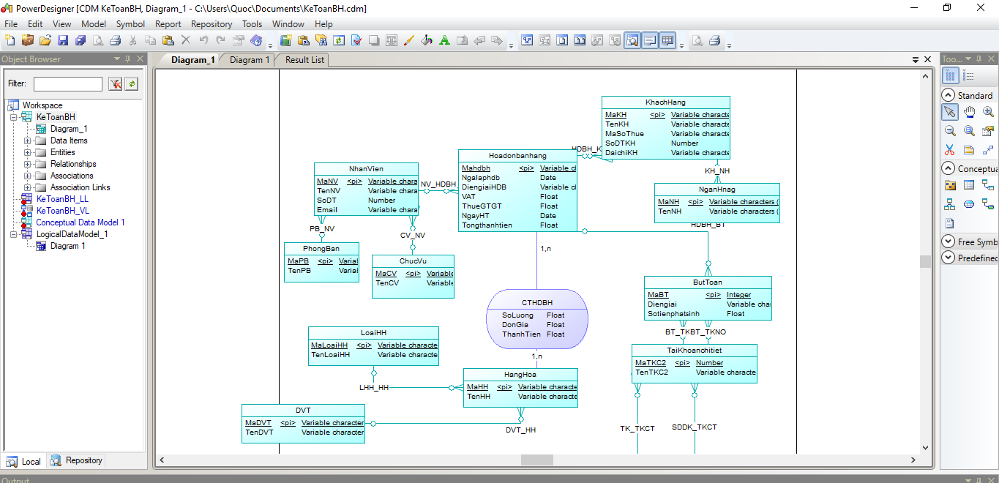 PowerDesigner [CDM KeToanBH, Diagram_1 - C:\Users\Quoc\Documents\KeToanBH.cdm]
File Edit View Model Symbol Report Repository Tools Window Help
Object Browser
Diagram_1 Diagram 1 Result List
Too...
Filter:
Standard
Workspace
KeToanBH
Diagram_1
Data Items
Entities
Relationships
Associations
Association Links
KeToanBH_LL
KeToanBH_VL
Conceptual Data Model 1
LogicalDataModel_1
Diagram 1
Local Repository
Output
KhachHang
MaKH <pi> Variable characte
TenKH Variable characte
MaSoThue Variable characte
SoDTKH Number
DaichiKH Variable characte
HDBH_K
KH_NH
Hoadonbanhang
Mahdbh <pi> Variable cl
Ngalaphdb Date
DiengiaiHDB Variable cl
VAT Float
ThueGTGT Float
NgayHT Date
Tongthanhtien Float
NhanVien
MaNV <pi> Variable chara
TenNV Variable chara
SoDT Number
Email Variable chara
NV_HDBH
NganHnag
MaNH <pi> Variable characters (
TenNH Variable characters (
HDBH_BT
PB_NV
CV_NV
PhongBan
MaPB <pi> Varial
TenPB Varial
ChucVu
MaCV <pi> Variable
TenCV Variable
1,n
ButToan
MaBT <pi> Integer
Diengiai Variable cha
Sotienphatsinh Float
CTHDBH
SoLuong Float
DonGia Float
ThanhTien Float
BT_TKBT_TKNO
LoaiHH
MaLoaiHH <pi> Variable characte
TenLoaiHH Variable characte
TaiKhoanchitiet
MaTKC2 <pi> Number
TenTKC2 Variable characte
1,n
HangHoa
MaHH <pi> Variable characte
TenHH Variable characte
LHH_HH
DVT
MaDVT <pi> Variable character
TenDVT Variable character
DVT_HH
TK_TKCT
SDDK_TKCT
Conceptua
Free Symb
Predefined